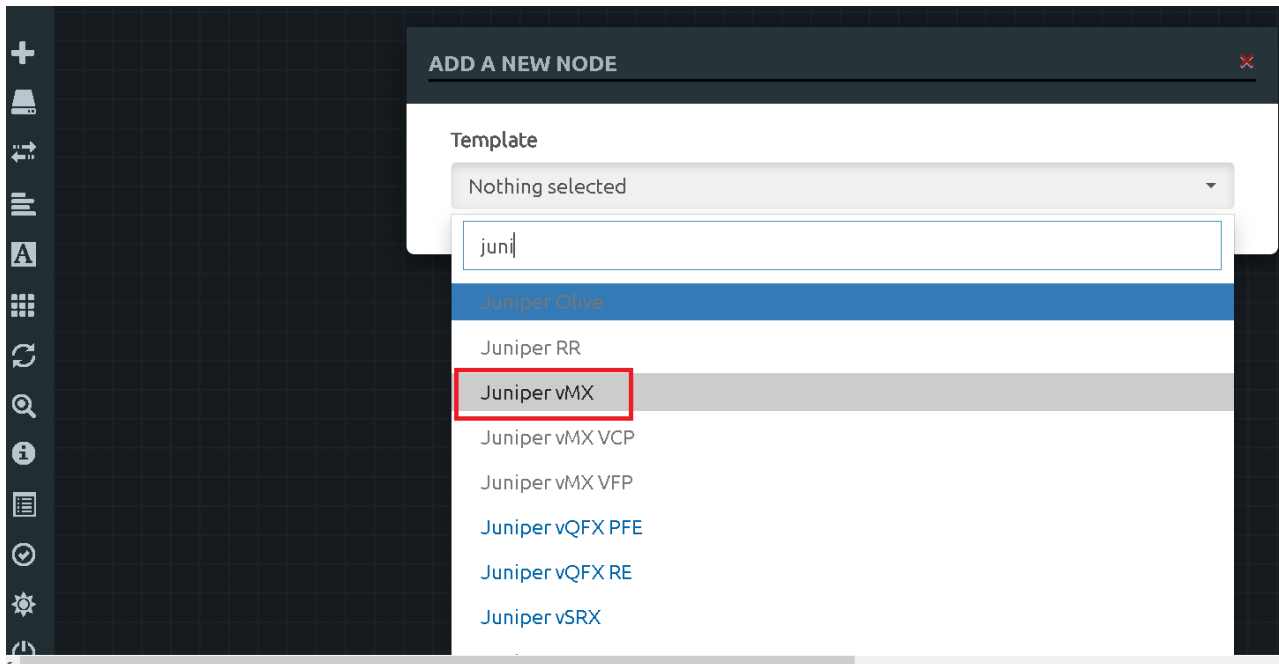 ADD A NEW NODE
Template
Nothing selected
juni
Juniper Olive
Juniper RR
Juniper vMX
Juniper vMX VCP
Juniper vMX VFP
Juniper vQFX PFE
Juniper vQFX RE
Juniper vSRX